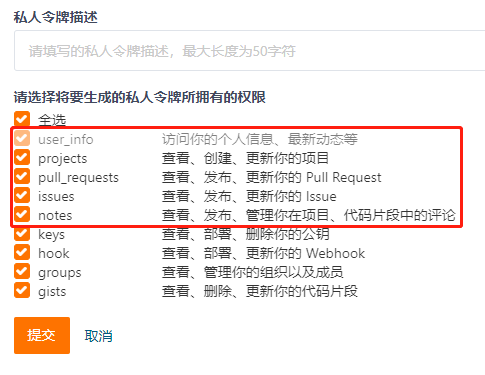 私人令牌描述
请填写的私人令牌描述，最大长度为50字符
请选择将要生成的私人令牌所拥有的权限
全选
user_info 访问你的个人信息、最新动态等
projects 查看、创建、更新你的项目
pull_requests 查看、发布、更新你的 Pull Request
issues 查看、发布、更新你的 Issue
notes 查看、发布、管理你在项目、代码片段中的评论
keys 查看、部署、删除你的公钥
hook 查看、部署、更新你的 Webhook
groups 查看、管理你的组织以及成员
gists 查看、删除、更新你的代码片段
提交 取消